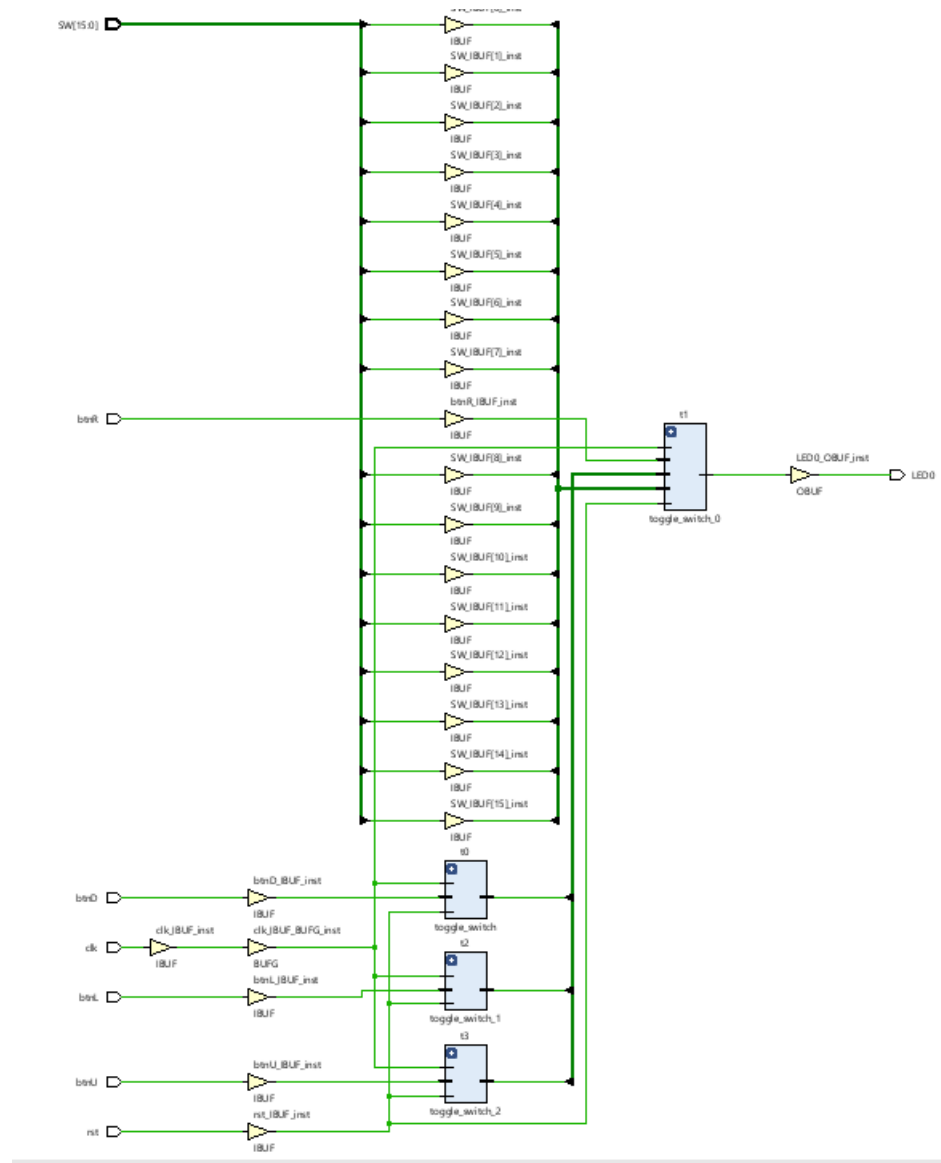 SW[15:0]
IBUF
SW_IBUF[1]_inst
IBUF
SW_IBUF[2]_inst
IBUF
SW_IBUF[3]_inst
IBUF
SW_IBUF[4]_inst
IBUF
SW_IBUF[5]_inst
IBUF
SW_IBUF[6]_inst
IBUF
SW_IBUF[7]_inst
IBUF
btnR_IBUF_inst
btnR
IBUF
t1
SW_IBUF[8]_inst
LED0_OBUF_inst
LED0
IBUF
OBUF
SW_IBUF[9]_inst
toggle_switch_0
IBUF
SW_IBUF[10]_inst
IBUF
SW_IBUF[11]_inst
IBUF
SW_IBUF[12]_inst
IBUF
SW_IBUF[13]_inst
IBUF
SW_IBUF[14]_inst
IBUF
SW_IBUF[15]_inst
IBUF
t0
btnD_IBUF_inst
btnD
IBUF
toggle_switch
clk_IBUF_inst
clk_IBUF_BUFG_inst
t2
clk
IBUF
BUFG
btnL_IBUF_inst
btnL
IBUF
toggle_switch_1
t3
btnU_IBUF_inst
btnU
IBUF
toggle_switch_2
rst_IBUF_inst
rst
IBUF